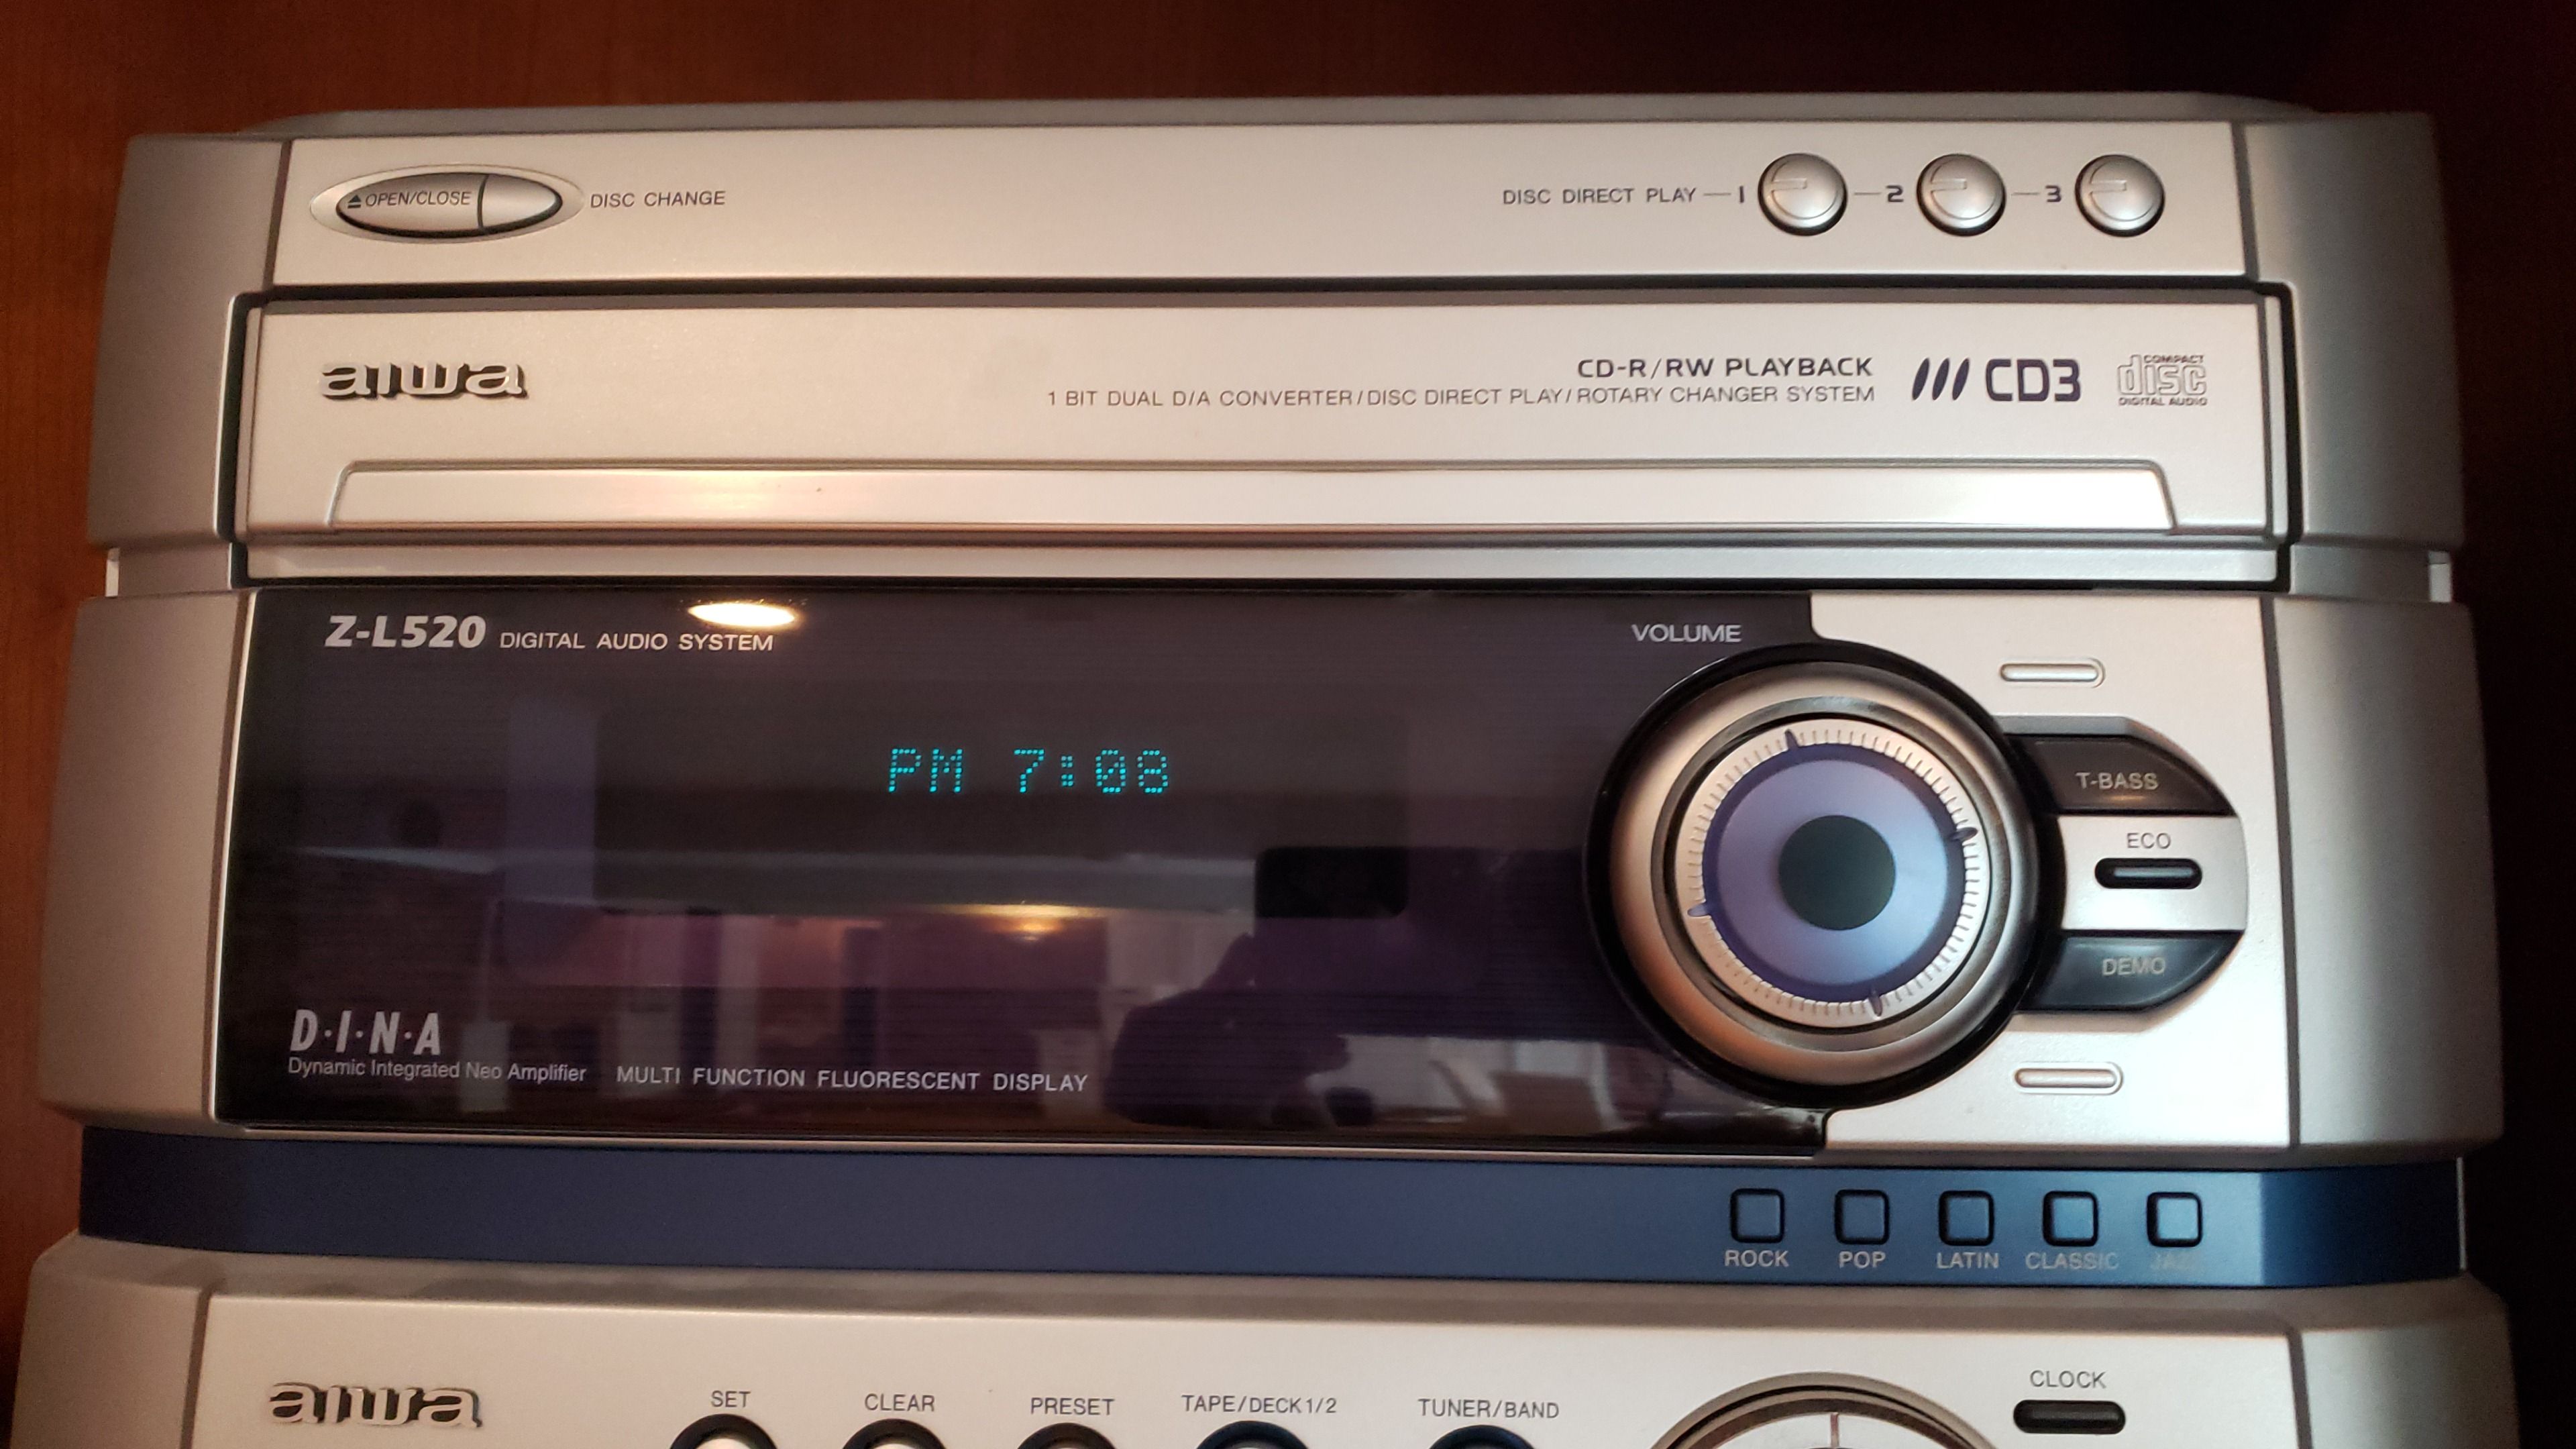 OPEN/CLOSE DISC CHANGE
DISC DIRECT PLAY 1 2 3
aiwa
CD-R/RW PLAYBACK
1 BIT DUAL D/A CONVERTER/DISC DIRECT PLAY/ROTARY CHANGER SYSTEM
CD3
COMPACT
disc
DIGITAL AUDIO
Z-L520 DIGITAL AUDIO SYSTEM
VOLUME
PM 7:08
T-BASS
ECO
DEMO
D·I·N·A
Dynamic Integrated Neo Amplifier MULTI FUNCTION FLUORESCENT DISPLAY
ROCK POP LATIN CLASSIC JAZZ
aiwa
SET CLEAR PRESET TAPE/DECK1/2 TUNER/BAND
CLOCK